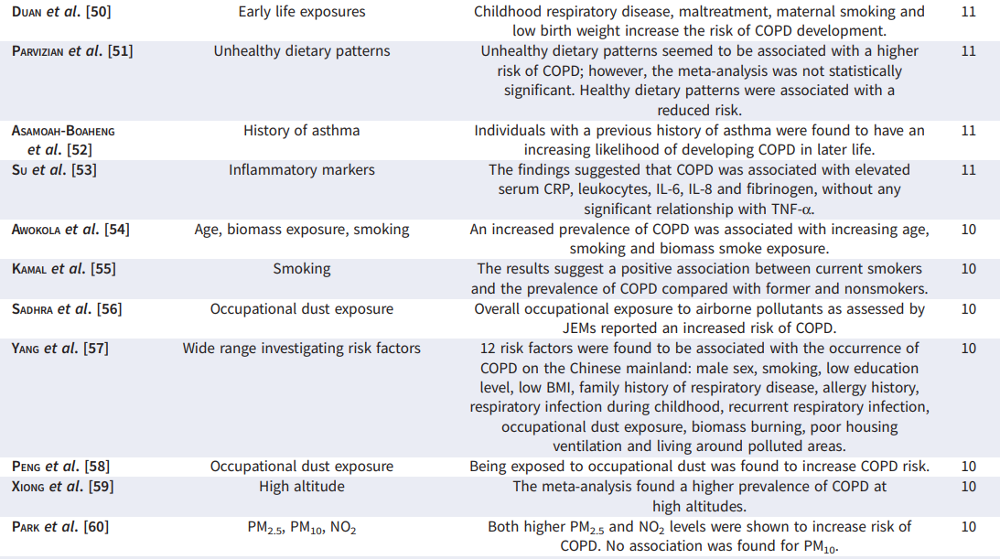 Duan et al. [50] Early life exposures Childhood respiratory disease, maltreatment, maternal smoking and 11
low birth weight increase the risk of COPD development.
Parvizian et al. [51] Unhealthy dietary patterns Unhealthy dietary patterns seemed to be associated with a higher 11
risk of COPD; however, the meta-analysis was not statistically
significant. Healthy dietary patterns were associated with a
reduced risk.
Asamoah-Boaheng History of asthma Individuals with a previous history of asthma were found to have an 11
et al. [52] increasing likelihood of developing COPD in later life.
Su et al. [53] Inflammatory markers The findings suggested that COPD was associated with elevated 11
serum CRP, leukocytes, IL-6, IL-8 and fibrinogen, without any
significant relationship with TNF-α.
Awokola et al. [54] Age, biomass exposure, smoking An increased prevalence of COPD was associated with increasing age, 10
smoking and biomass smoke exposure.
Kamal et al. [55] Smoking The results suggest a positive association between current smokers 10
and the prevalence of COPD compared with former and nonsmokers.
Sadhra et al. [56] Occupational dust exposure Overall occupational exposure to airborne pollutants as assessed by 10
JEMs reported an increased risk of COPD.
Yang et al. [57] Wide range investigating risk factors 12 risk factors were found to be associated with the occurrence of 10
COPD on the Chinese mainland: male sex, smoking, low education
level, low BMI, family history of respiratory disease, allergy history,
respiratory infection during childhood, recurrent respiratory infection,
occupational dust exposure, biomass burning, poor housing
ventilation and living around polluted areas.
Peng et al. [58] Occupational dust exposure Being exposed to occupational dust was found to increase COPD risk. 10
Xiong et al. [59] High altitude The meta-analysis found a higher prevalence of COPD at 10
high altitudes.
Park et al. [60] PM2.5, PM10, NO2 Both higher PM2.5 and NO2 levels were shown to increase risk of 10
COPD. No association was found for PM10.